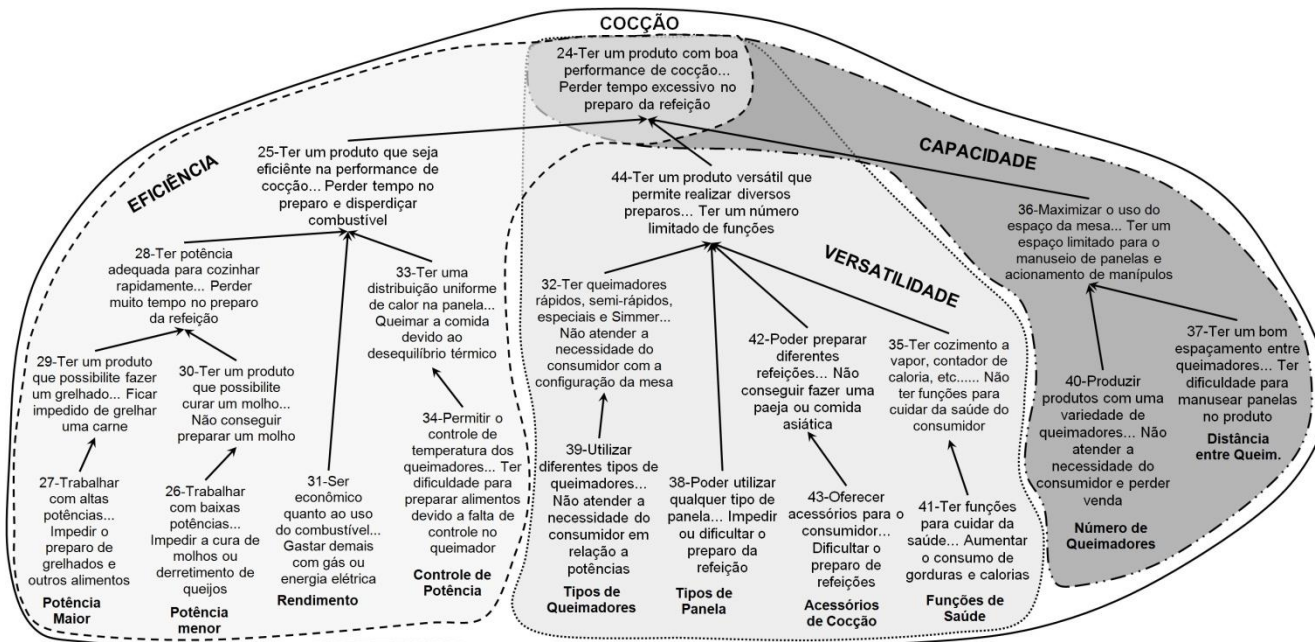 COCÇÃO
24-Ter um produto com boa
performance de cocção...
Perder tempo excessivo no
preparo da refeição
EFICIÊNCIA
25-Ter um produto que seja
eficiente na performance de
cocção... Perder tempo no
preparo e disperdiçar
combustível
28-Ter potência
adequada para cozinhar
rapidamente... Perder
muito tempo no preparo
da refeição
33-Ter uma
distribuição uniforme
de calor na panela...
Queimar a comida
devido ao
desequilíbrio térmico
29-Ter um produto
que possibilite fazer
um grelhado... Ficar
impedido de grelhar
uma carne
30-Ter um produto
que possibilite
curar um molho...
Não conseguir
preparar um molho
34-Permitir o
controle de
temperatura dos
queimadores... Ter
dificuldade para
preparar alimentos
devido a falta de
controle no
queimador
Controle de
Potência
27-Trabalhar
com altas
potências...
Impedir o
preparo de
grelhados e
outros alimentos
Potência
Maior
26-Trabalhar
com baixas
potências...
Impedir a cura de
molhos ou
derretimento de
queijos
Potência
menor
31-Ser
econômico
quanto ao uso
do combustível...
Gastar demais
com gás ou
energia elétrica
Rendimento
44-Ter um produto versátil que
permite realizar diversos
preparos... Ter um número
limitado de funções
VERSATILIDADE
32-Ter queimadores
rápidos, semi-rápidos,
especiais e Simmer...
Não atender a
necessidade do
consumidor com a
configuração da mesa
42-Poder preparar
diferentes
refeições... Não
conseguir fazer uma
paeja ou comida
asiática
35-Ter cozimento a
vapor, contador de
caloria, etc...... Não
ter funções para
cuidar da saúde do
consumidor
39-Utilizar
diferentes tipos de
queimadores...
Não atender a
necessidade do
consumidor em
relação a
potências
Tipos de
Queimadores
38-Poder utilizar
qualquer tipo de
panela... Impedir
ou dificultar o
preparo da
refeição
Tipos de
Panela
43-Oferecer
acessórios para o
consumidor...
Dificultar o
preparo de
refeições
Acessórios
de Cocção
41-Ter funções
para cuidar da
saúde... Aumentar
o consumo de
gorduras e calorias
Funções de
Saúde
CAPACIDADE
36-Maximizar o uso do
espaço da mesa... Ter um
espaço limitado para o
manuseio de panelas e
acionamento de manípulos
40-Produzir
produtos com uma
variedade de
queimadores... Não
atender a
necessidade do
consumidor e perder
venda
Número de
Queimadores
37-Ter um bom
espaçamento entre
queimadores... Ter
dificuldade para
manusear panelas
no produto
Distância
entre Queim.